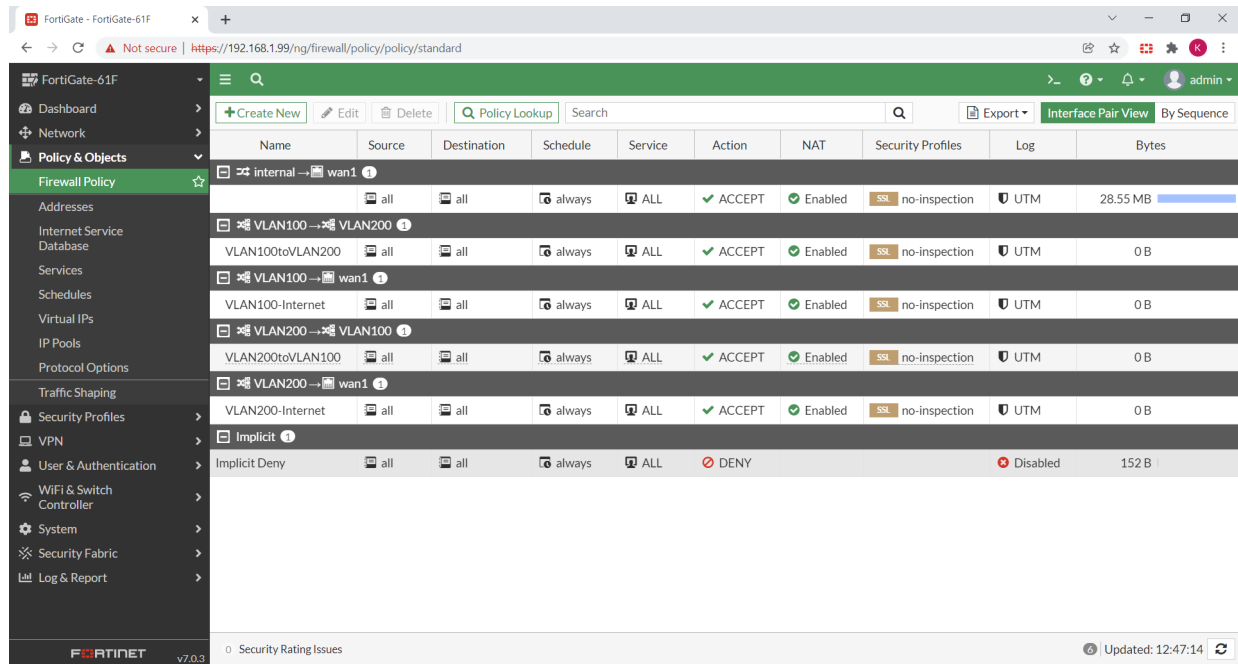 FortiGate - FortiGate-61F
Not secure | https://192.168.1.99/ng/firewall/policy/policy/standard
K
FortiGate-61F
admin
Dashboard
Network
Policy & Objects
Firewall Policy
Addresses
Internet Service
Database
Services
Schedules
Virtual IPs
IP Pools
Protocol Options
Traffic Shaping
Security Profiles
VPN
User & Authentication
WiFi & Switch
Controller
System
Security Fabric
Log & Report
FORTINET v7.0.3
+Create New Edit Delete Policy Lookup Search Export Interface Pair View By Sequence
Name Source Destination Schedule Service Action NAT Security Profiles Log Bytes
internal → wan1 1
all all always ALL ACCEPT Enabled SSL no-inspection UTM 28.55 MB
VLAN100 → VLAN200 1
VLAN100toVLAN200 all all always ALL ACCEPT Enabled SSL no-inspection UTM 0 B
VLAN100 → wan1 1
VLAN100-Internet all all always ALL ACCEPT Enabled SSL no-inspection UTM 0 B
VLAN200 → VLAN100 1
VLAN200toVLAN100 all all always ALL ACCEPT Enabled SSL no-inspection UTM 0 B
VLAN200 → wan1 1
VLAN200-Internet all all always ALL ACCEPT Enabled SSL no-inspection UTM 0 B
Implicit 1
Implicit Deny all all always ALL DENY Disabled 152 B
0 Security Rating Issues
6 Updated: 12:47:14